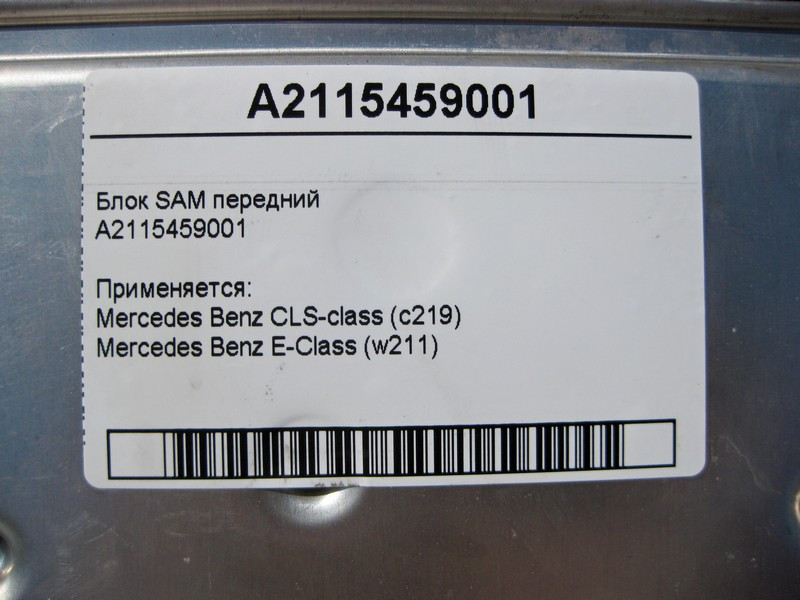 A2115459001
Блок SAM передний
A2115459001
Применяется:
Mercedes Benz CLS-class (c219)
Mercedes Benz E-Class (w211)